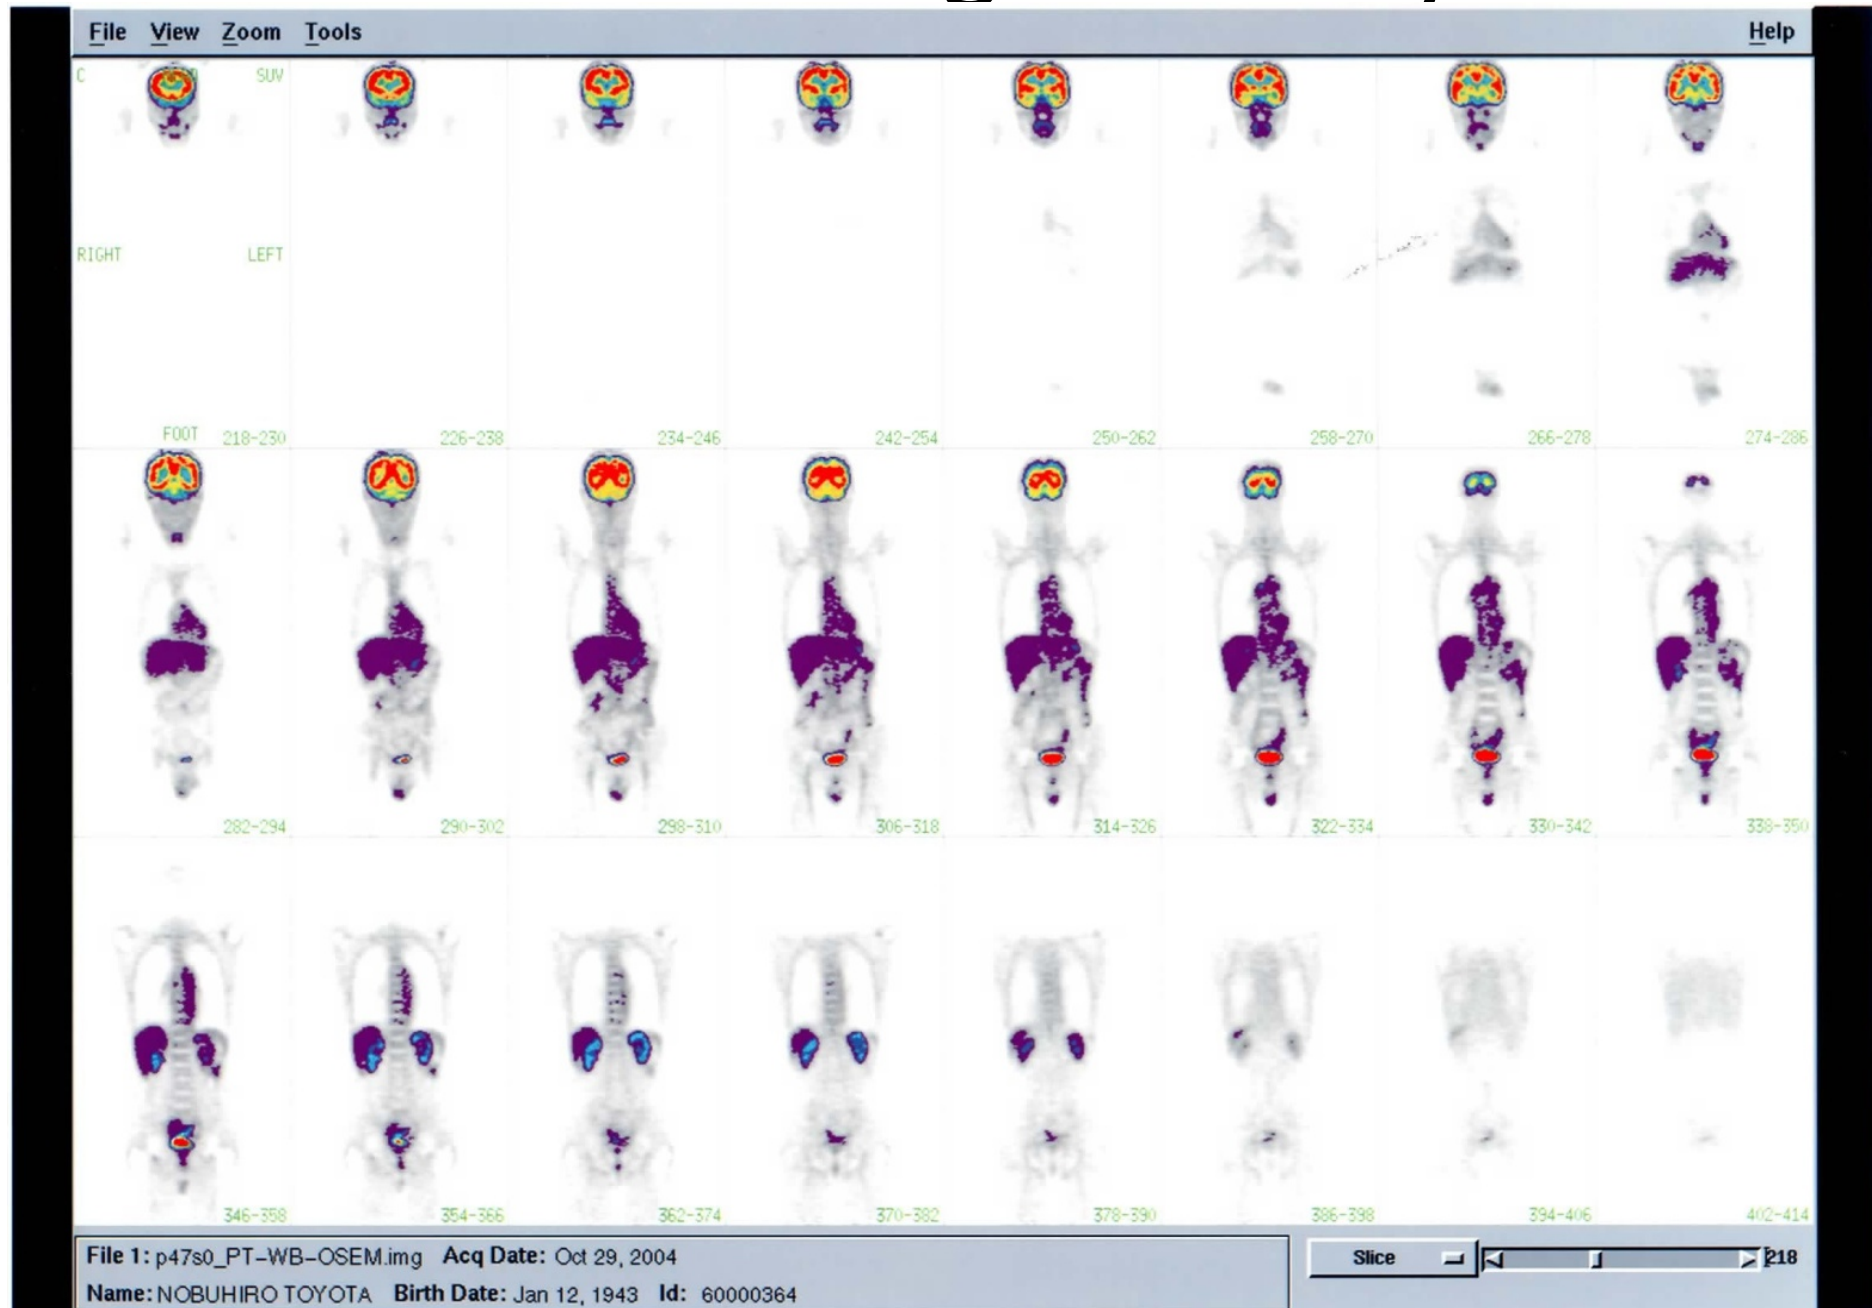 File View Zoom Tools Help
C SUV
RIGHT LEFT
FOOT 218-230 226-238 234-246 242-254 250-262 258-270 266-278 274-286
282-294 290-302 298-310 306-318 314-326 322-334 330-342 338-350
346-358 354-366 362-374 370-382 378-390 386-398 394-406 402-414
File 1: p47s0_PT-WB-OSEM.img Acq Date: Oct 29, 2004
Slice 218
Name: NOBUHIRO TOYOTA Birth Date: Jan 12, 1943 Id: 60000364